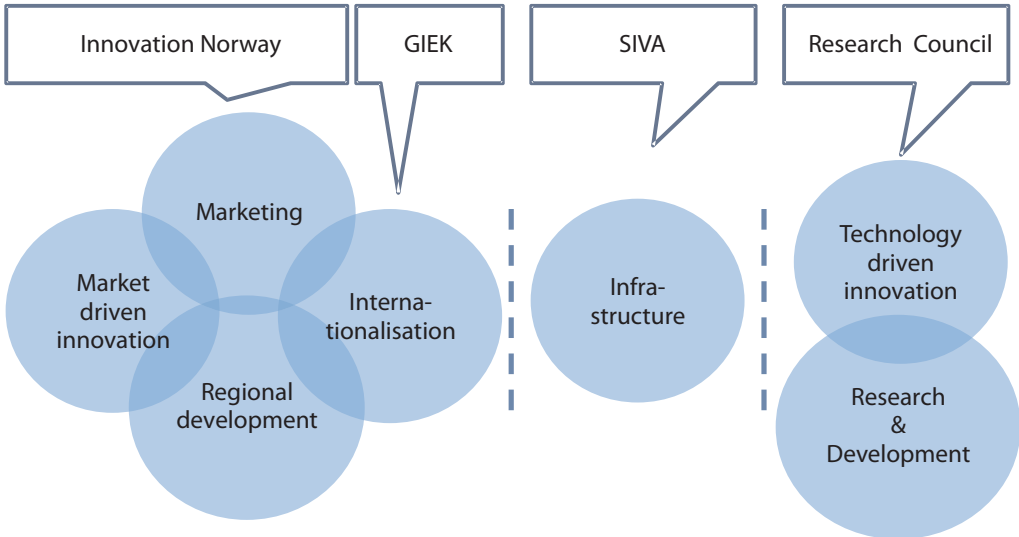 Innovation Norway
GIEK
SIVA
Research Council
Marketing
Market
driven
innovation
Interna-
tionalisation
Regional
development
Infra-
structure
Technology
driven
innovation
Research
&
Development